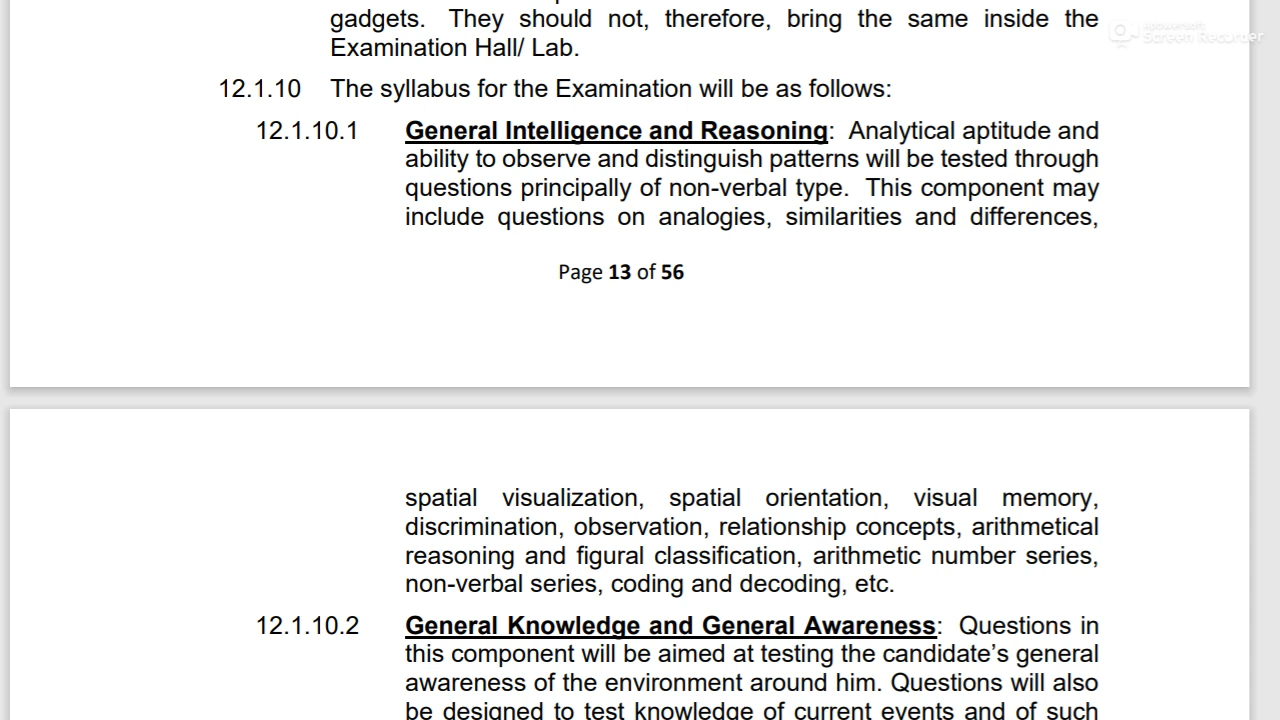 gadgets. They should not, therefore, bring the same inside the
Examination Hall/ Lab.
Apowersoft
Screen Recorder
12.1.10 The syllabus for the Examination will be as follows:
12.1.10.1 General Intelligence and Reasoning: Analytical aptitude and
ability to observe and distinguish patterns will be tested through
questions principally of non-verbal type. This component may
include questions on analogies, similarities and differences,
Page 13 of 56
spatial visualization, spatial orientation, visual memory,
discrimination, observation, relationship concepts, arithmetical
reasoning and figural classification, arithmetic number series,
non-verbal series, coding and decoding, etc.
12.1.10.2 General Knowledge and General Awareness: Questions in
this component will be aimed at testing the candidate’s general
awareness of the environment around him. Questions will also
be designed to test knowledge of current events and of such